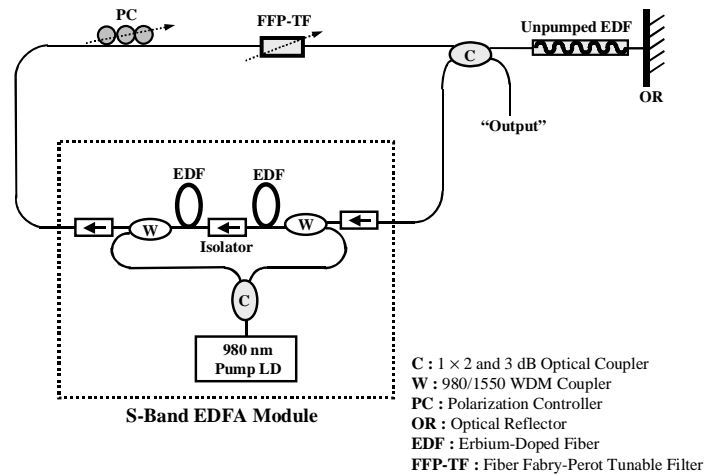 PC
FFP-TF
Unpumped EDF
C
OR
“Output”
EDF
EDF
W
W
Isolator
C
980 nm
Pump LD
S-Band EDFA Module
C : 1 × 2 and 3 dB Optical Coupler
W : 980/1550 WDM Coupler
PC : Polarization Controller
OR : Optical Reflector
EDF : Erbium-Doped Fiber
FFP-TF : Fiber Fabry-Perot Tunable Filter